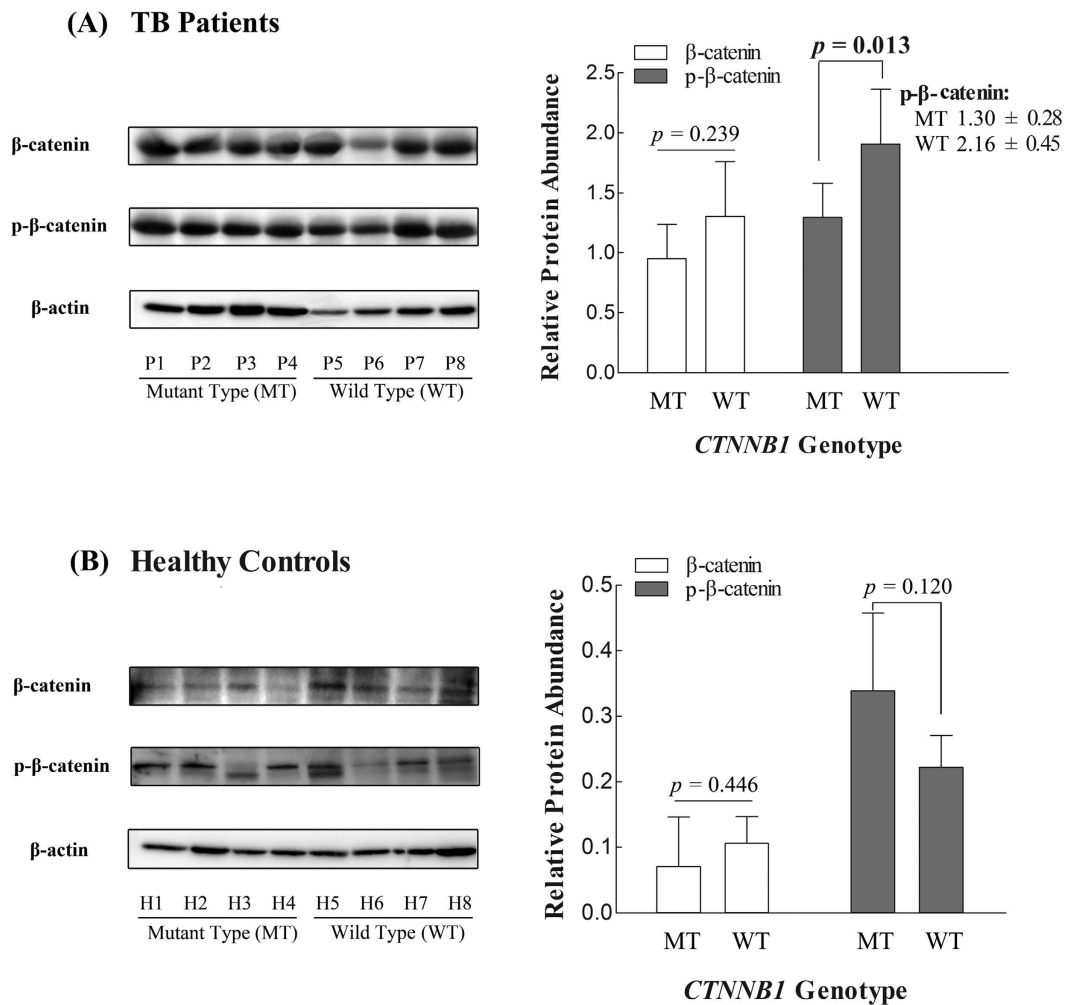 (A) TB Patients
β-catenin
p-β-catenin
β-actin
P1 P2 P3 P4 P5 P6 P7 P8
Mutant Type (MT) Wild Type (WT)
β-catenin
p-β-catenin
p = 0.013
p-β-catenin:
MT 1.30 ± 0.28
WT 2.16 ± 0.45
p = 0.239
Relative Protein Abundance
2.5
2.0
1.5
1.0
0.5
0.0
MT WT MT WT
CTNNB1 Genotype
(B) Healthy Controls
β-catenin
p-β-catenin
β-actin
H1 H2 H3 H4 H5 H6 H7 H8
Mutant Type (MT) Wild Type (WT)
β-catenin
p-β-catenin
p = 0.120
p = 0.446
Relative Protein Abundance
0.5
0.4
0.3
0.2
0.1
0.0
MT WT MT WT
CTNNB1 Genotype